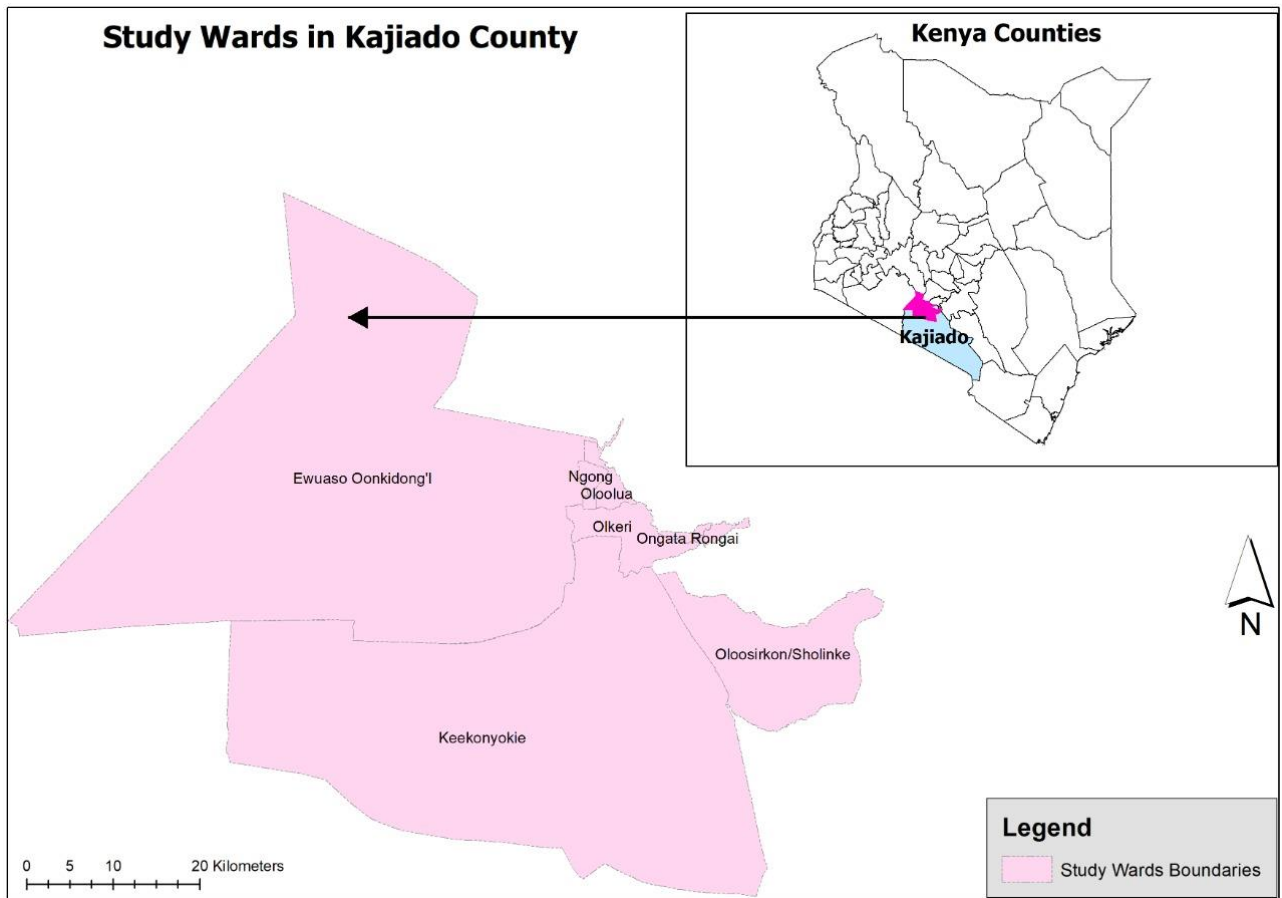 Study Wards in Kajiado County
Kenya Counties
Kajiado
Ewuaso Oonkidong'I
Ngong
Oloolua
Olkeri
Ongata Rongai
Oloosirkon/Sholinke
Keekonyokie
N
Legend
Study Wards Boundaries
0 5 10 20 Kilometers